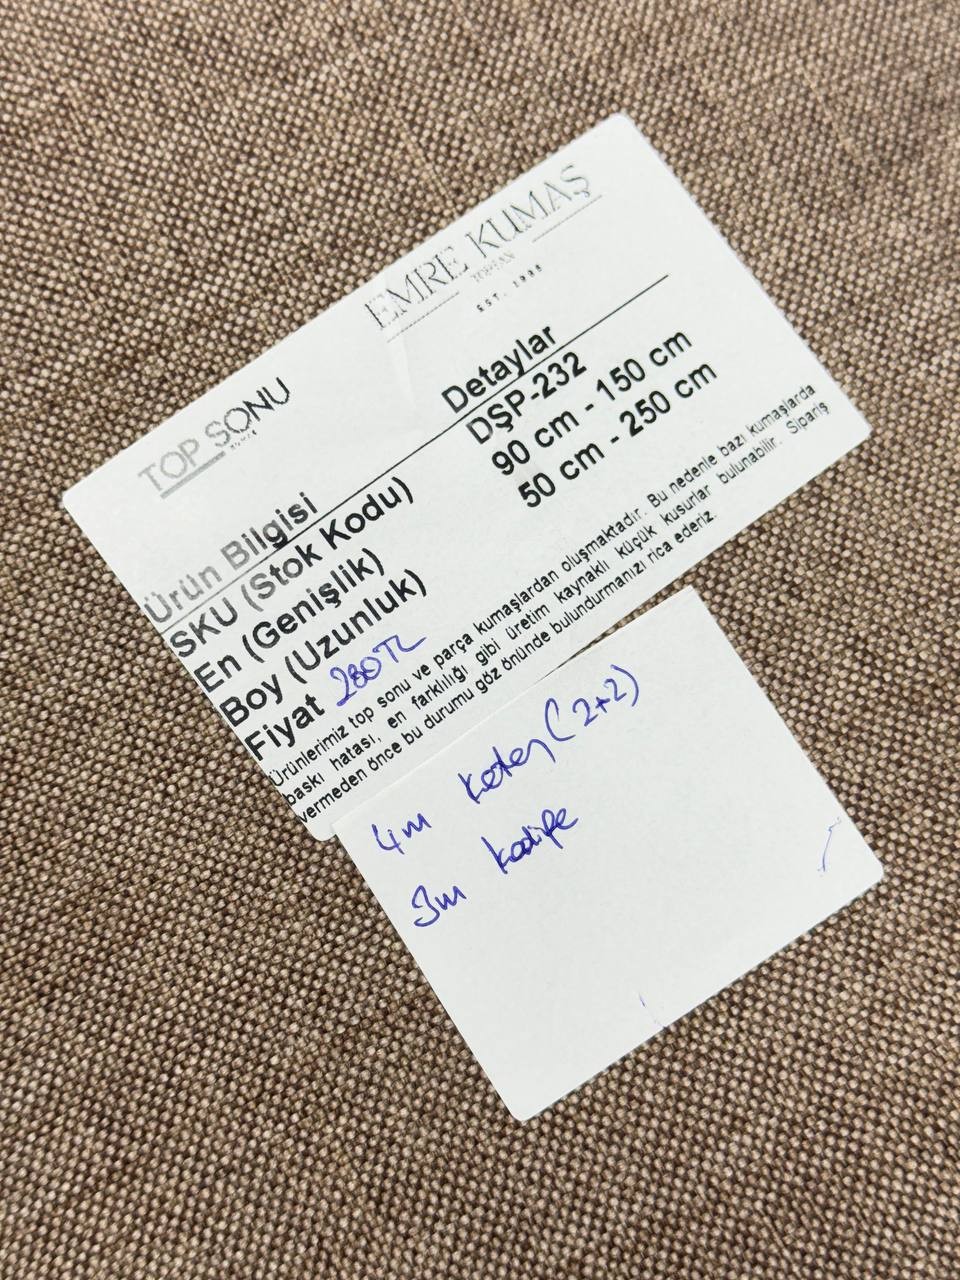 EMRE KUMAŞ
TOPTAN
EST. 1998
TOP SONU
Ürün Bilgisi Detaylar
SKU (Stok Kodu) DŞP-232
En (Genişlik) 90 cm - 150 cm
Boy (Uzunluk) 50 cm - 250 cm
Fiyat 280TL
Ürünlerimiz top sonu ve parça kumaşlardan oluşmaktadır. Bu nedenle bazı kumaşlarda
baskı hatası, en farklılığı gibi üretim kaynaklı küçük kusurlar bulunabilir. Sipariş
vermeden önce bu durumu göz önünde bulundurmanızı rica ederiz.
4m keten (2+2)
3m kadife